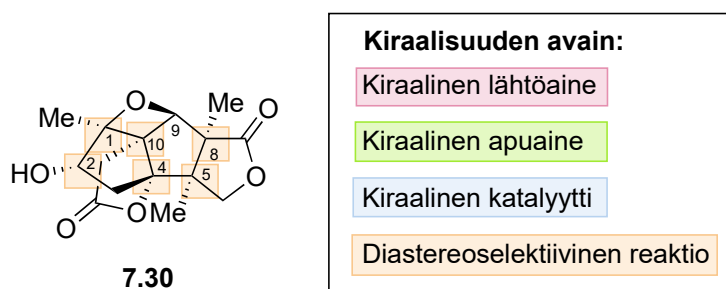 Kiraalisuuden avain:
Kiraalinen lähtöaine
Kiraalinen apuaine
Kiraalinen katalyytti
Diastereoselektiivinen reaktio
Me
O
Me
O
9
1
10
8
O
HO
2
4
5
O
O
Me
7.30